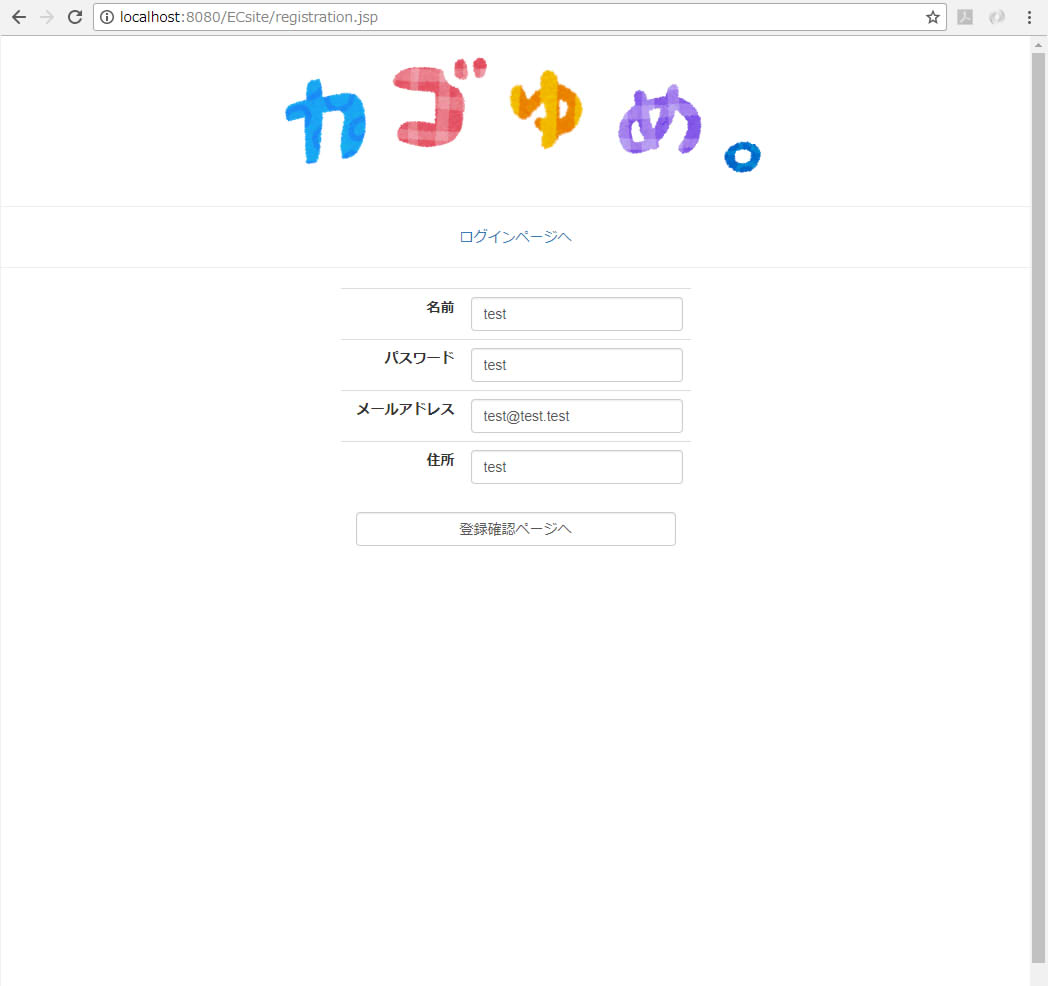 localhost:8080/ECsite/registration.jsp
カゴゆめ。
ログインページへ
名前 test
パスワード test
メールアドレス test@test.test
住所 test
登録確認ページへ